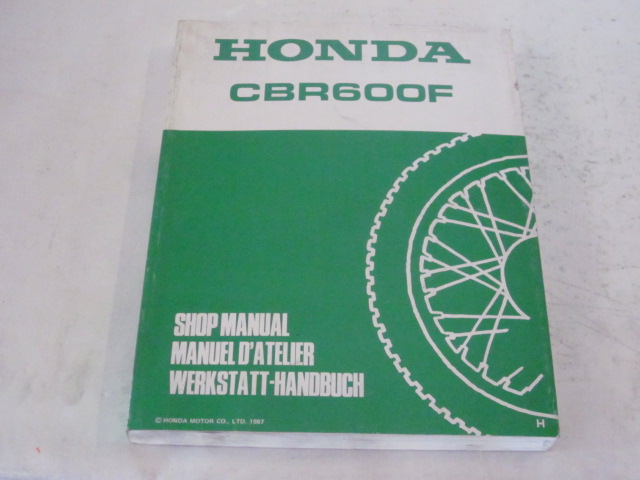 HONDA
CBR600F
SHOP MANUAL
MANUEL D'ATELIER
WERKSTATT-HANDBUCH
© HONDA MOTOR CO., LTD. 1987
H